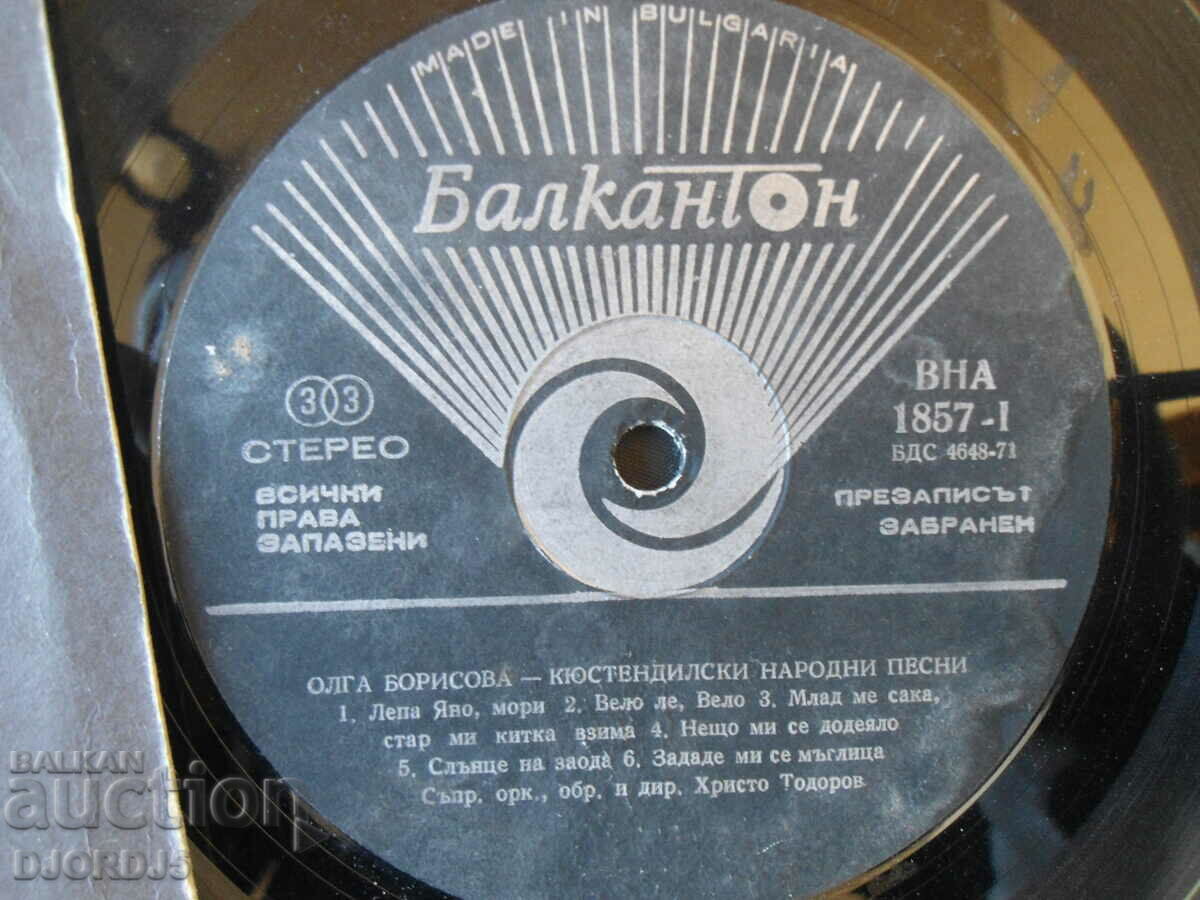 MADE IN BULGARIA
Балкантон
33
СТЕРЕО
ВСИЧКИ
ПРАВА
ЗАПАЗЕНИ
ВНА
1857-I
БДС 4648-71
ПРЕЗАПИСЪТ
ЗАБРАНЕН
ОЛГА БОРИСОВА — КЮСТЕНДИЛСКИ НАРОДНИ ПЕСНИ
1. Лепа Яно, мори 2. Велю ле, Вело 3. Млад ме сака,
стар ми китка взима 4. Нещо ми се додеяло
5. Слънце на заода 6. Зададе ми се мъглица
Съпр. орк., обр. и дир. Христо Тодоров
BALKAN
auction
DJORDJ5